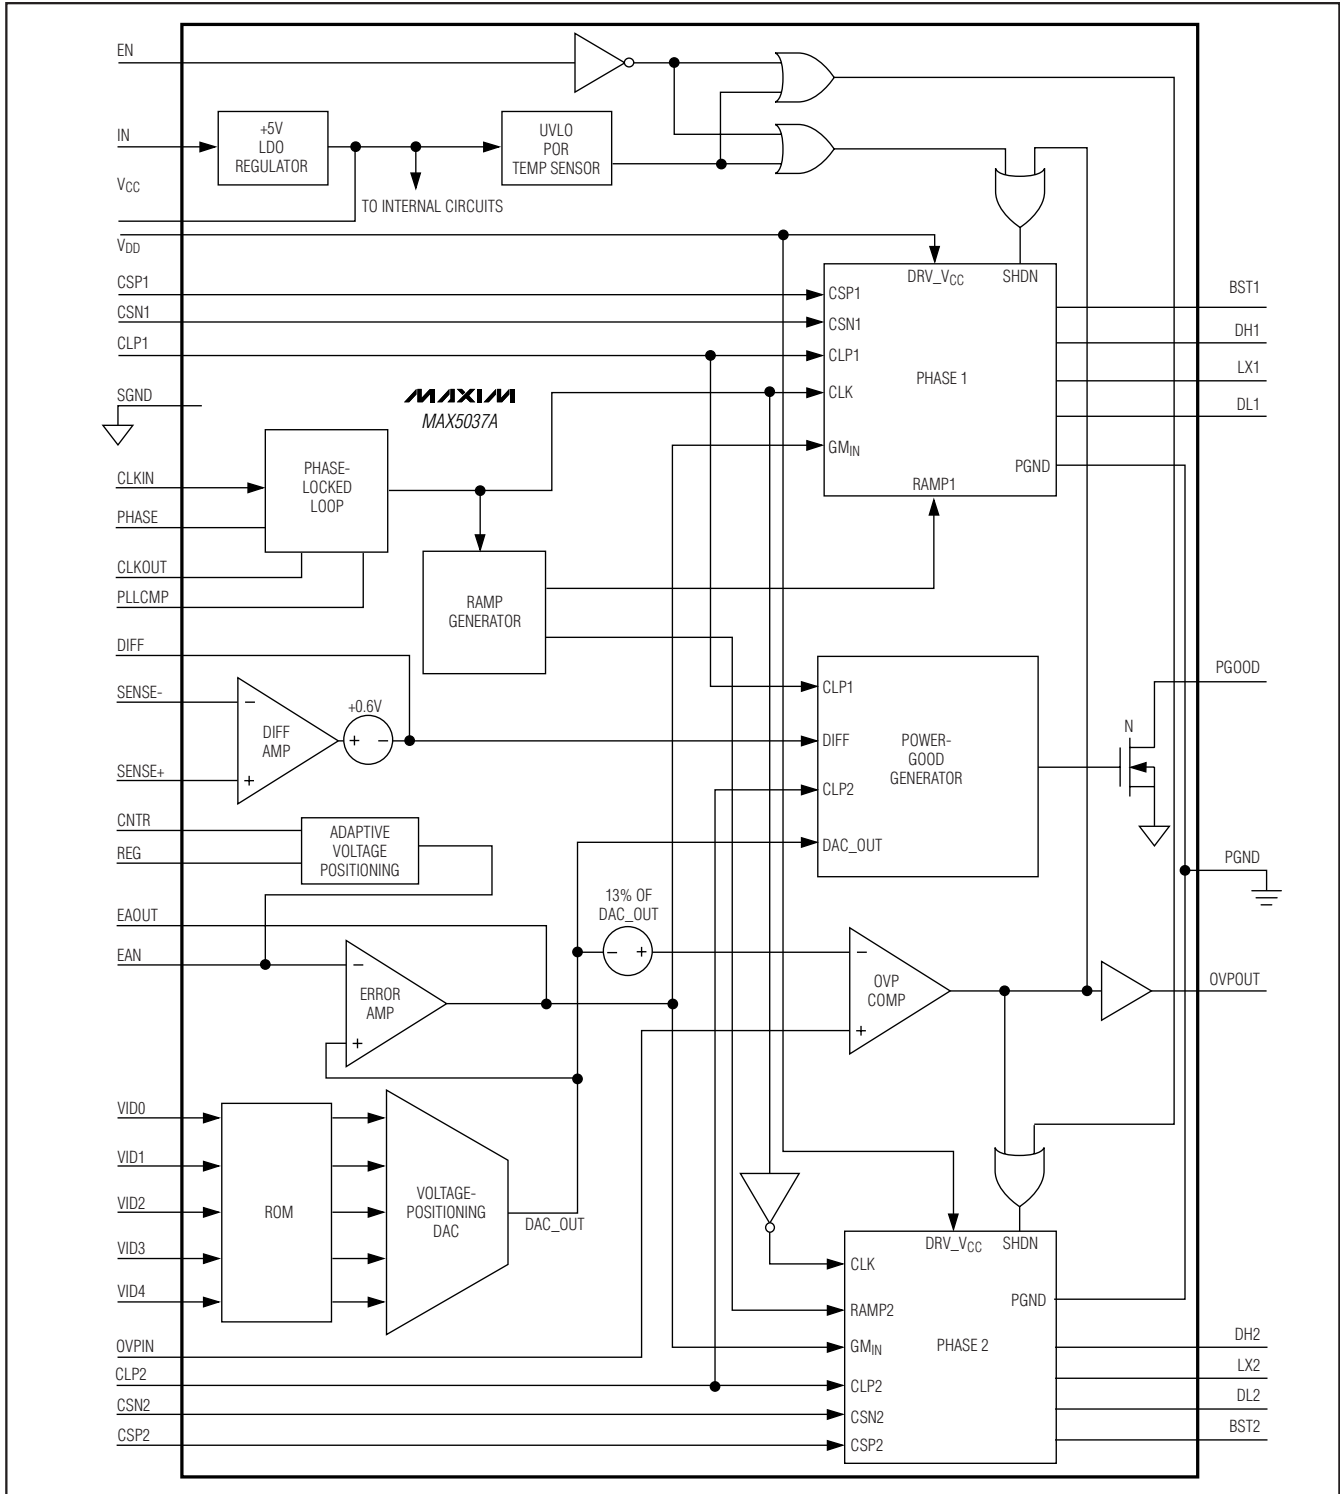 EN
IN
+5V
LDO
REGULATOR
UVLO
POR
TEMP SENSOR
VCC
TO INTERNAL CIRCUITS
VDD
CSP1
CSN1
CLP1
SGND
MAXIM
MAX5037A
DRV_VCC
SHDN
CSP1
CSN1
CLP1
CLK
GMIN
PHASE 1
PGND
RAMP1
BST1
DH1
LX1
DL1
CLKIN
PHASE
CLKOUT
PLLCMP
PHASE-
LOCKED
LOOP
RAMP
GENERATOR
DIFF
SENSE-
SENSE+
−
DIFF
AMP
+
+0.6V
+ −
CLP1
DIFF
CLP2
DAC_OUT
POWER-
GOOD
GENERATOR
N
PGOOD
PGND
CNTR
REG
ADAPTIVE
VOLTAGE
POSITIONING
EAOUT
EAN
−
ERROR
AMP
+
13% OF
DAC_OUT
− +
−
OVP
COMP
+
OVPOUT
VID0
VID1
VID2
VID3
VID4
ROM
VOLTAGE-
POSITIONING
DAC
DAC_OUT
OVPIN
CLP2
CSN2
CSP2
DRV_VCC
SHDN
CLK
RAMP2
GMIN
CLP2
CSN2
CSP2
PGND
PHASE 2
DH2
LX2
DL2
BST2